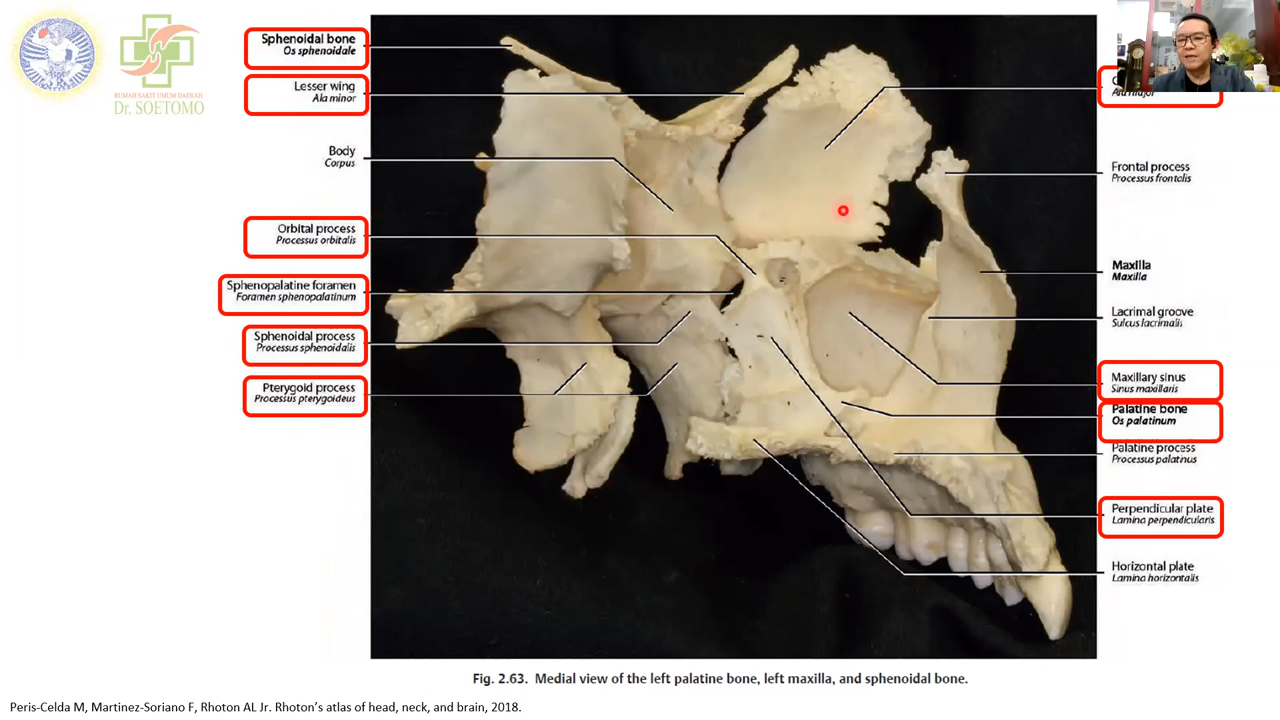 RUMAH SAKIT UMUM DAERAH
Dr. SOETOMO
Sphenoidal bone
Os sphenoidale
Lesser wing
Ala minor
Body
Corpus
Orbital process
Processus orbitalis
Sphenopalatine foramen
Foramen sphenopalatinum
Sphenoidal process
Processus sphenoidalis
Pterygoid process
Processus pterygoideus
Frontal process
Processus frontalis
Maxilla
Maxilla
Lacrimal groove
Sulcus lacrimalis
Maxillary sinus
Sinus maxillaris
Palatine bone
Os palatinum
Palatine process
Processus palatinus
Perpendicular plate
Lamina perpendicularis
Horizontal plate
Lamina horizontalis
Fig. 2.63. Medial view of the left palatine bone, left maxilla, and sphenoidal bone.
Peris-Celda M, Martinez-Soriano F, Rhoton AL Jr. Rhoton’s atlas of head, neck, and brain, 2018.